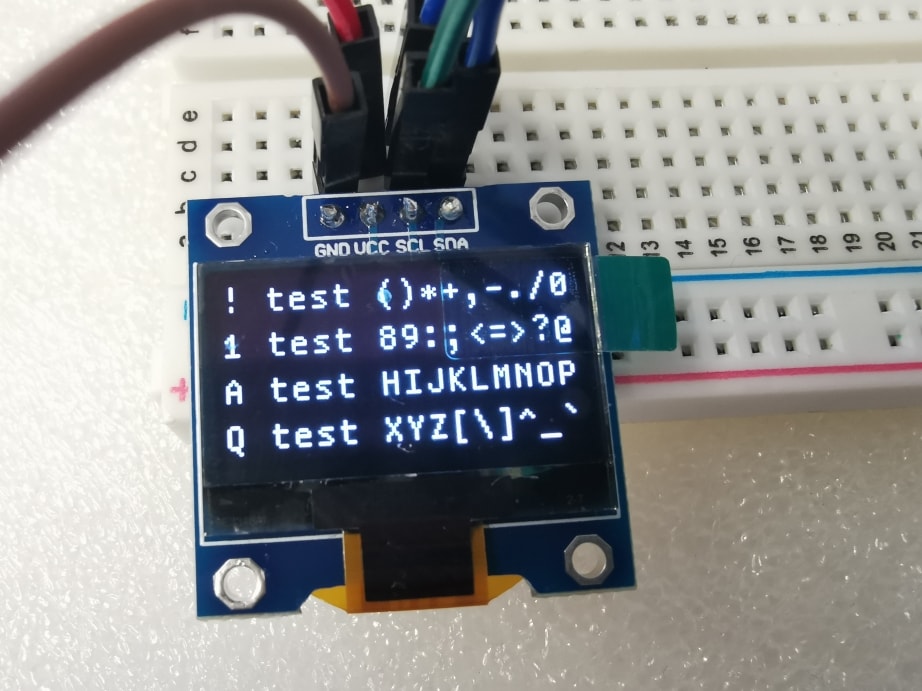 f
e
d
c
b
GND VCC SCL SDA
12 13 14 15 16 17 18 19 20 21
! test ()*+,-./0
1 test 89:;<=>?@
A test HIJKLMNOP
Q test XYZ[\]^_`
+